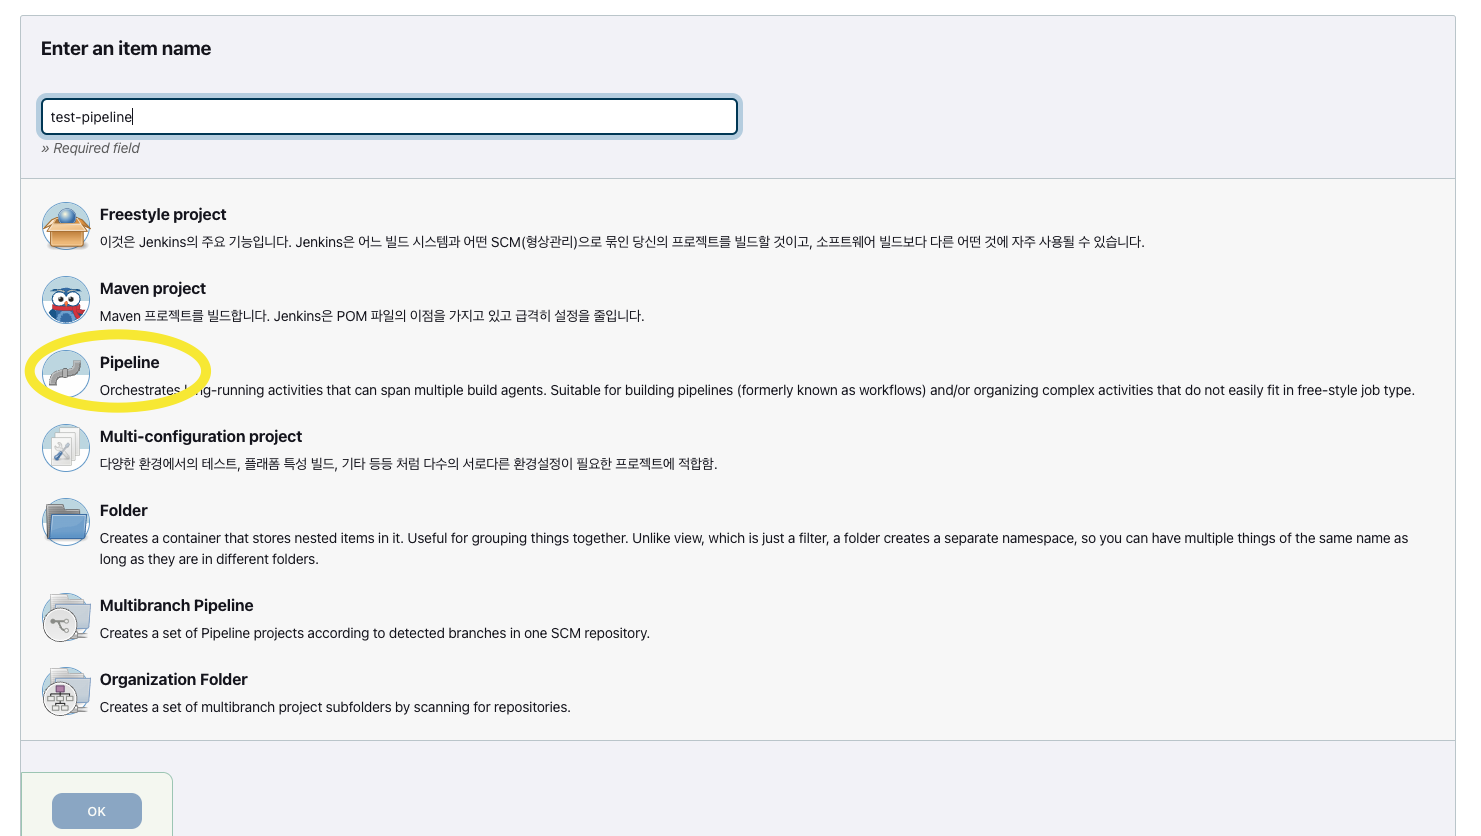 Enter an item name
test-pipeline
» Required field
Freestyle project
이것은 Jenkins의 주요 기능입니다. Jenkins은 어느 빌드 시스템과 어떤 SCM(형상관리)으로 묶인 당신의 프로젝트를 빌드할 것이고, 소프트웨어 빌드보다 다른 어떤 것에 자주 사용될 수 있습니다.
Maven project
Maven 프로젝트를 빌드합니다. Jenkins은 POM 파일의 이점을 가지고 있고 급격히 설정을 줄입니다.
Pipeline
Orchestrates long-running activities that can span multiple build agents. Suitable for building pipelines (formerly known as workflows) and/or organizing complex activities that do not easily fit in free-style job type.
Multi-configuration project
다양한 환경에서의 테스트, 플래폼 특성 빌드, 기타 등등 처럼 다수의 서로다른 환경설정이 필요한 프로젝트에 적합함.
Folder
Creates a container that stores nested items in it. Useful for grouping things together. Unlike view, which is just a filter, a folder creates a separate namespace, so you can have multiple things of the same name as
long as they are in different folders.
Multibranch Pipeline
Creates a set of Pipeline projects according to detected branches in one SCM repository.
Organization Folder
Creates a set of multibranch project subfolders by scanning for repositories.
OK